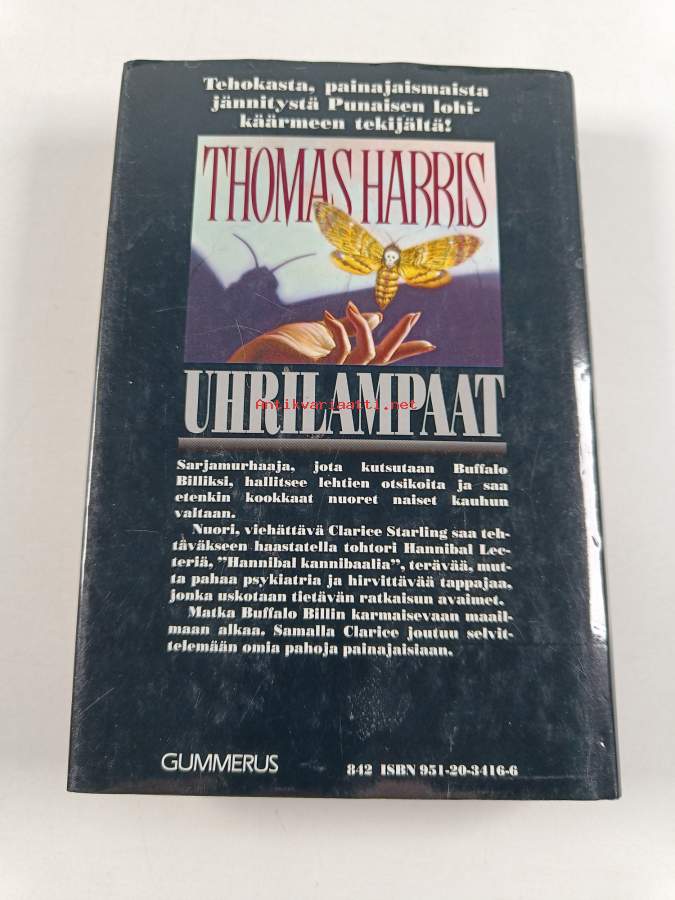 Tehokasta, painajaismaista
jännitystä Punaisen lohi-
käärmeen tekijältä!
THOMAS HARRIS
UHRILAMPAAT
Antikvariaatti.net
Sarjamurhaaja, jota kutsutaan Buffalo
Billiksi, hallitsee lehtien otsikoita ja saa
etenkin kookkaat nuoret naiset kauhun
valtaan.
Nuori, viehättävä Clarice Starling saa teh-
täväkseen haastatella tohtori Hannibal Lec-
teriä, "Hannibal kannibaalia", terävää, mut-
ta pahaa psykiatria ja hirvittävää tappajaa,
jonka uskotaan tietävän ratkaisun avaimet.
Matka Buffalo Billin karmaisevaan maail-
maan alkaa. Samalla Clarice joutuu selvit-
telemään omia pahoja painajaisiaan.
GUMMERUS
842 ISBN 951-20-3416-6